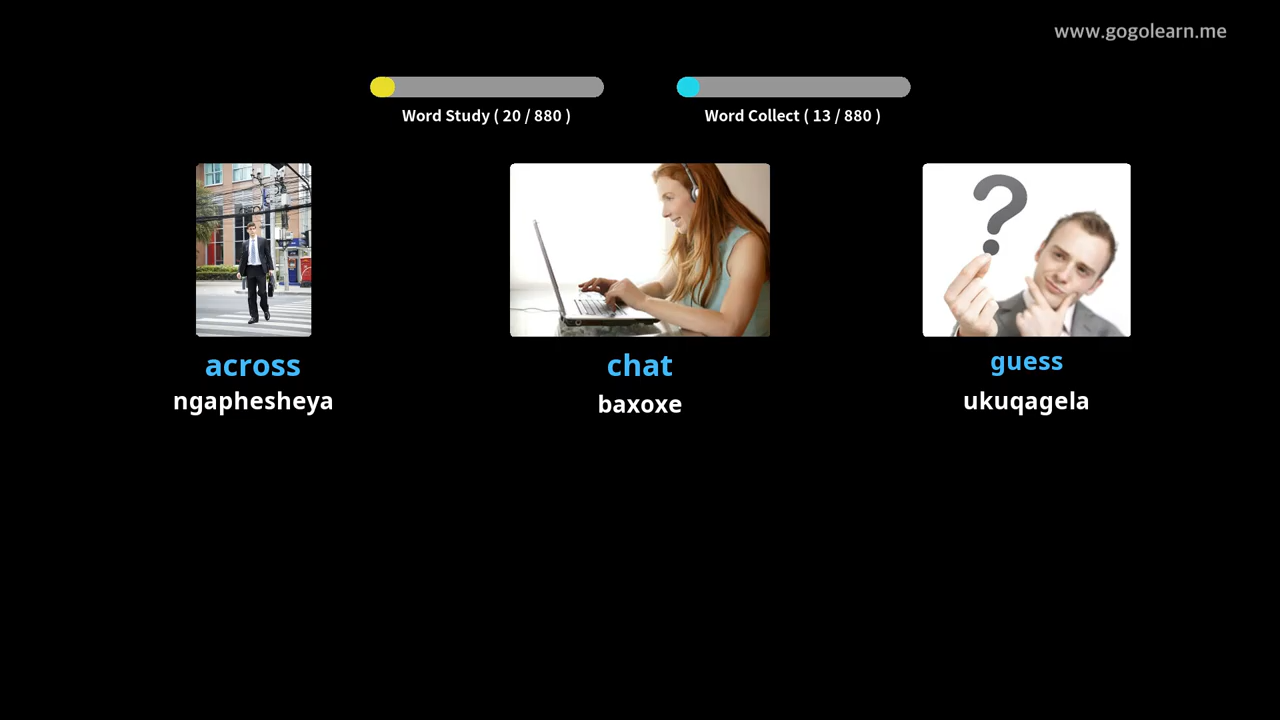 www.gogolearn.me
Word Study ( 20 / 880 )
Word Collect ( 13 / 880 )
across
ngaphesheya
chat
baxoxe
guess
ukuqagela